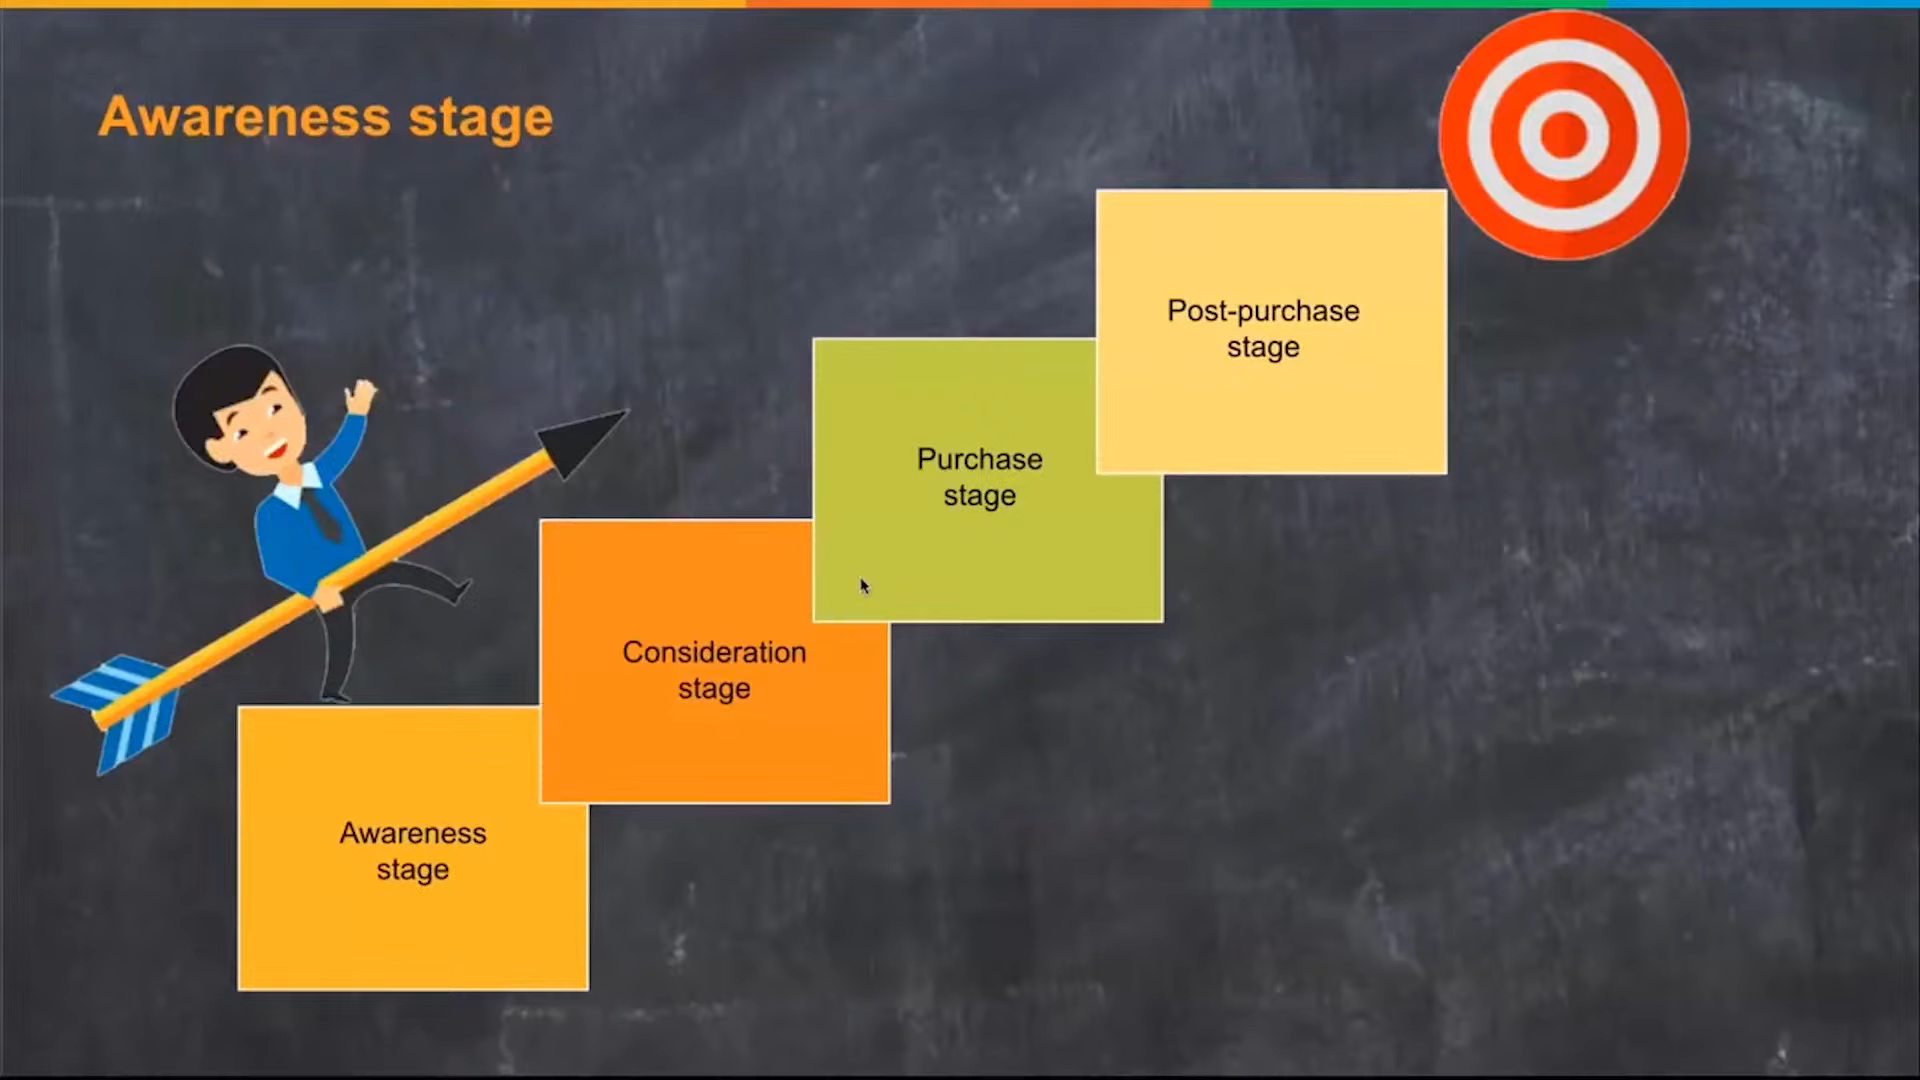 Awareness stage
Post-purchase
stage
Purchase
stage
Consideration
stage
Awareness
stage